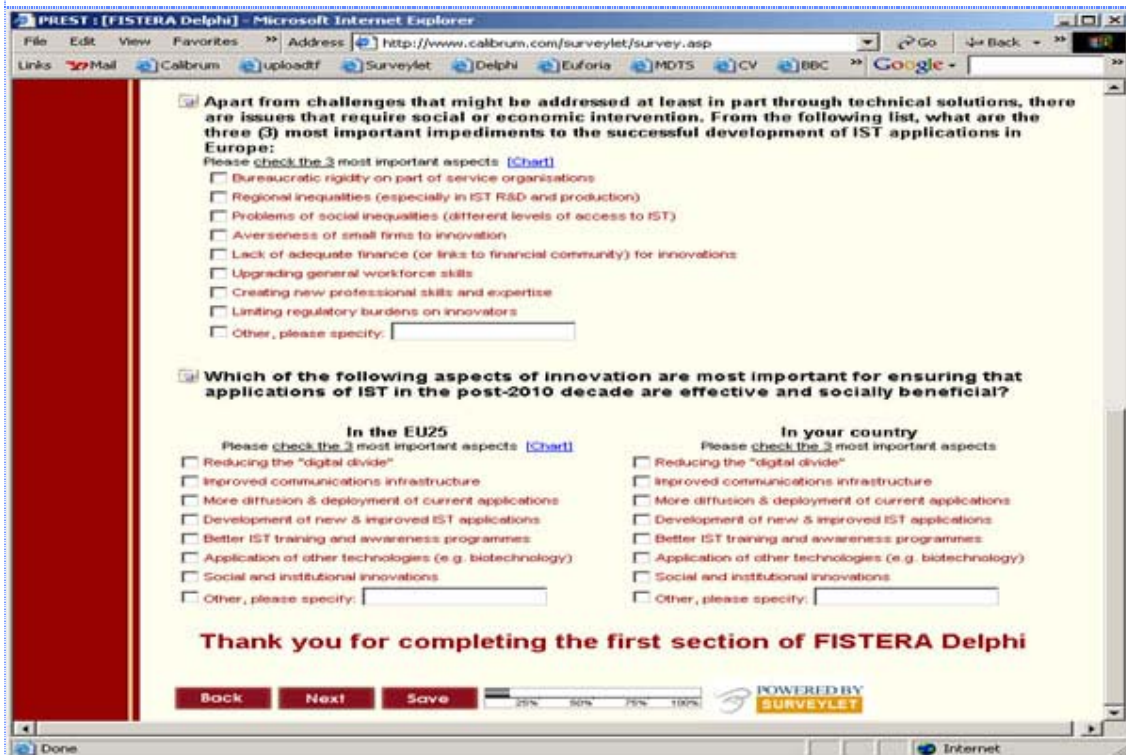 PREST : [FISTERA Delphi] - Microsoft Internet Explorer
File Edit View Favorites » Address http://www.calibrum.com/surveylet/survey.asp Go Back »
Links Mail Calibrum uploadtf Surveylet Delphi Euforia MDTS CV BBC » Google »
Apart from challenges that might be addressed at least in part through technical solutions, there
are issues that require social or economic intervention. From the following list, what are the
three (3) most important impediments to the successful development of IST applications in
Europe:
Please check the 3 most important aspects [Chart]
Bureaucratic rigidity on part of service organisations
Regional inequalities (especially in IST R&D and production)
Problems of social inequalities (different levels of access to IST)
Averseness of small firms to innovation
Lack of adequate finance (or links to financial community) for innovations
Upgrading general workforce skills
Creating new professional skills and expertise
Limiting regulatory burdens on innovators
Other, please specify:
Which of the following aspects of innovation are most important for ensuring that
applications of IST in the post-2010 decade are effective and socially beneficial?
In the EU25
Please check the 3 most important aspects [Chart]
Reducing the "digital divide"
Improved communications infrastructure
More diffusion & deployment of current applications
Development of new & improved IST applications
Better IST training and awareness programmes
Application of other technologies (e.g. biotechnology)
Social and institutional innovations
Other, please specify:
In your country
Please check the 3 most important aspects
Reducing the "digital divide"
Improved communications infrastructure
More diffusion & deployment of current applications
Development of new & improved IST applications
Better IST training and awareness programmes
Application of other technologies (e.g. biotechnology)
Social and institutional innovations
Other, please specify:
Thank you for completing the first section of FISTERA Delphi
Back Next Save 25% 50% 75% 100% POWERED BY
SURVEYLET
Done Internet